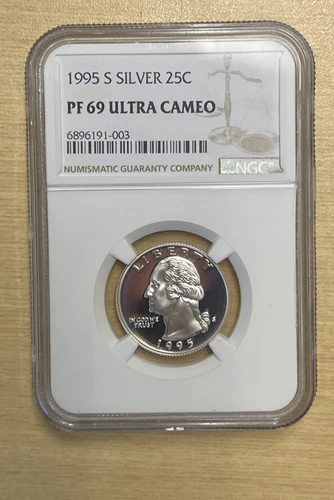 1995 S SILVER 25C
PF 69 ULTRA CAMEO
6896191-003
NUMISMATIC GUARANTY COMPANY
NGC
LIBERTY
IN GOD WE
TRUST
S
1995